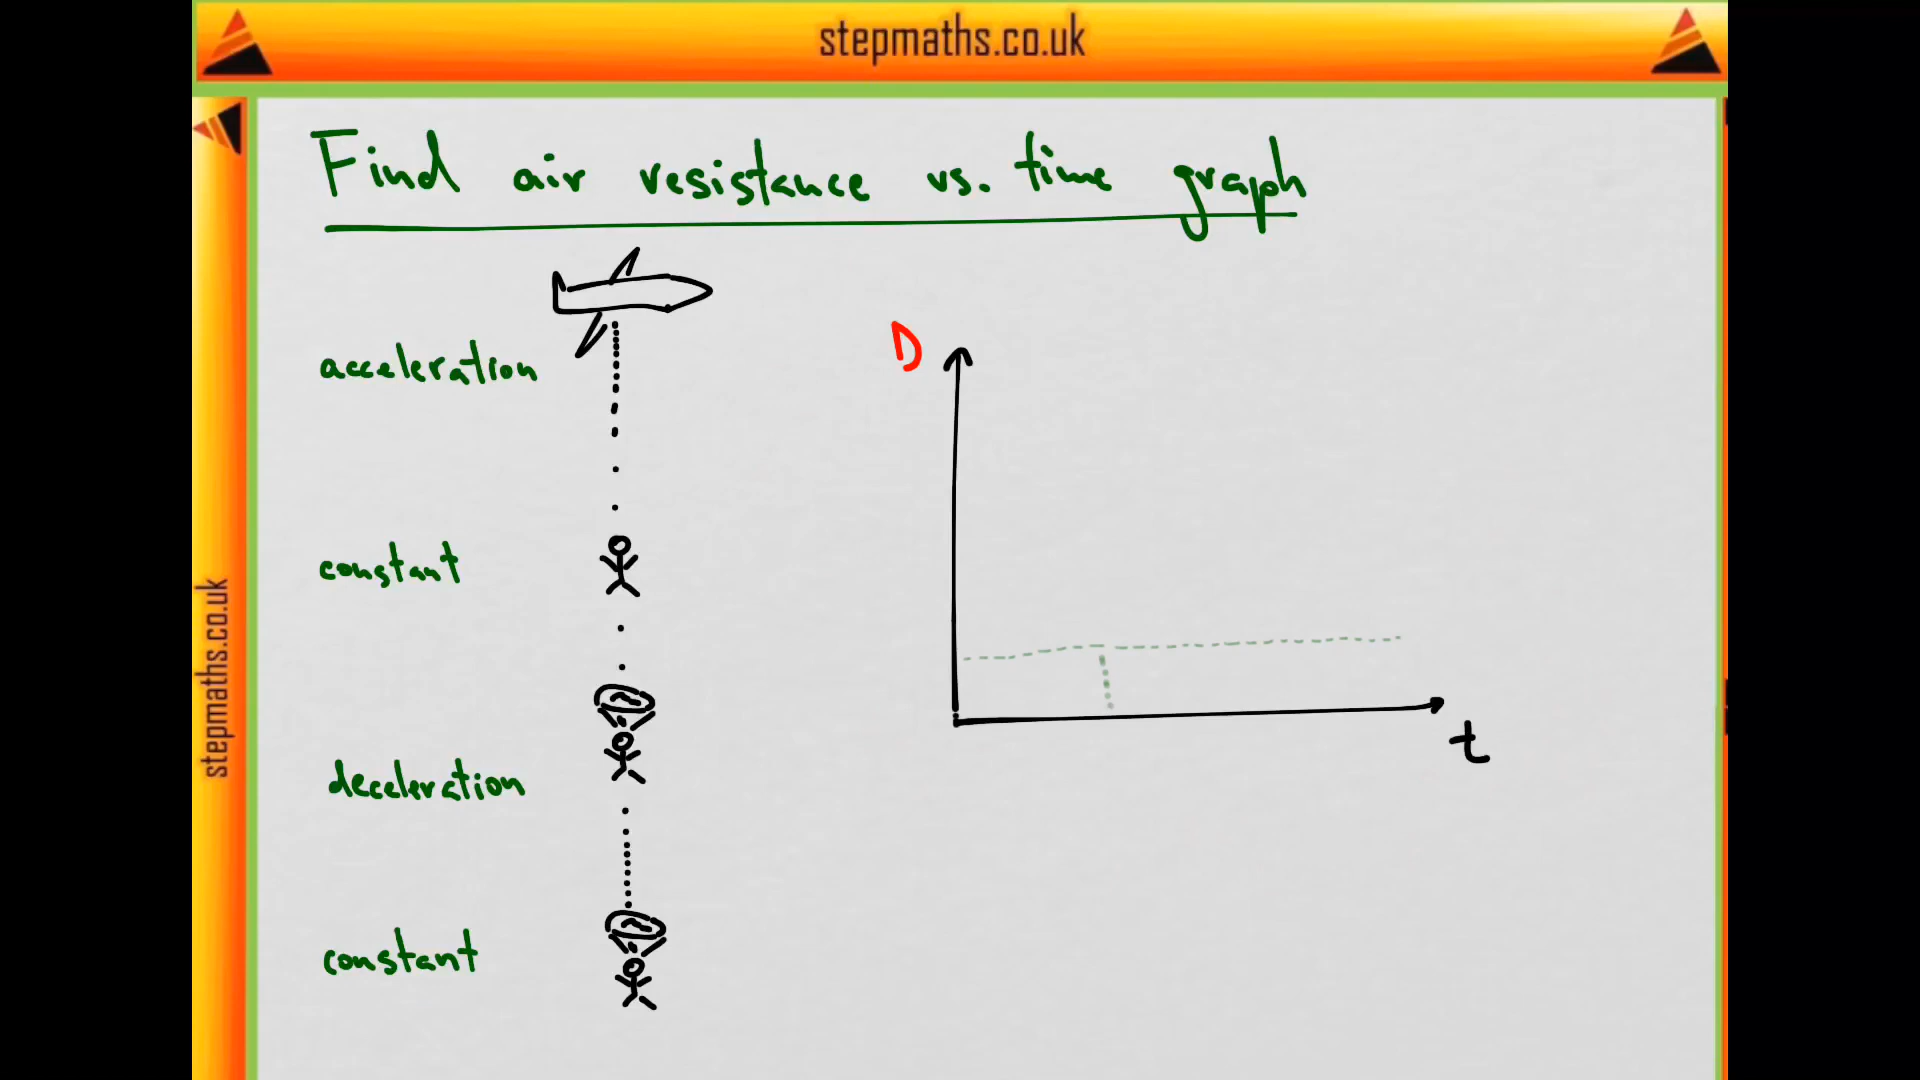 stepmaths.co.uk
Find air resistance vs. time graph
acceleration
D
constant
t
deceleration
constant
stepmaths.co.uk